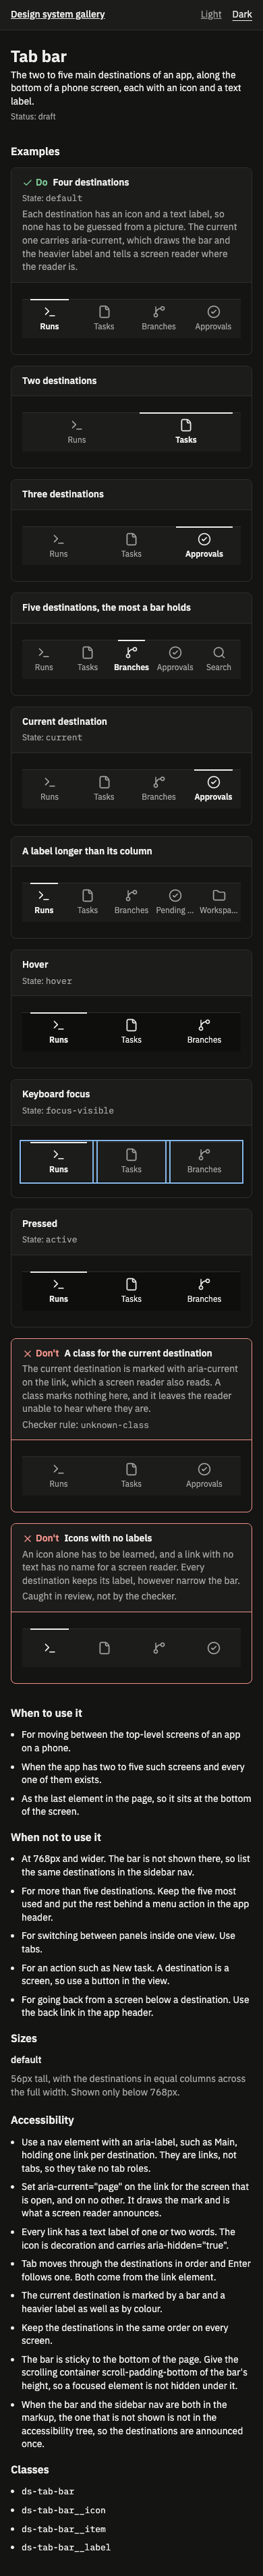 Design system gallery
Light Dark
Tab bar
The two to five main destinations of an app, along
the bottom of a phone screen, each with an icon and a text
label.
Status: draft
Examples
Do Four destinations
State: default
Each destination has an icon and a text label, so
none has to be guessed from a picture. The current
one carries aria-current, which draws the bar and
the heavier label and tells a screen reader where
the reader is.
Runs Tasks Branches Approvals
Two destinations
Runs Tasks
Three destinations
Runs Tasks Approvals
Five destinations, the most a bar holds
Runs Tasks Branches Approvals Search
Current destination
State: current
Runs Tasks Branches Approvals
A label longer than its column
Runs Tasks Branches Pending ... Workspa...
Hover
State: hover
Runs Tasks Branches
Keyboard focus
State: focus-visible
Runs Tasks Branches
Pressed
State: active
Runs Tasks Branches
Don't A class for the current destination
The current destination is marked with aria-current
on the link, which a screen reader also reads. A
class marks nothing here, and it leaves the reader
unable to hear where they are.
Checker rule: unknown-class
Runs Tasks Approvals
Don't Icons with no labels
An icon alone has to be learned, and a link with no
text has no name for a screen reader. Every
destination keeps its label, however narrow the bar.
Caught in review, not by the checker.
When to use it
• For moving between the top-level screens of an app
on a phone.
• When the app has two to five such screens and every
one of them exists.
• As the last element in the page, so it sits at the bottom
of the screen.
When not to use it
• At 768px and wider. The bar is not shown there, so list
the same destinations in the sidebar nav.
• For more than five destinations. Keep the five most
used and put the rest behind a menu action in the app
header.
• For switching between panels inside one view. Use
tabs.
• For an action such as New task. A destination is a
screen, so use a button in the view.
• For going back from a screen below a destination. Use
the back link in the app header.
Sizes
default
56px tall, with the destinations in equal columns across
the full width. Shown only below 768px.
Accessibility
• Use a nav element with an aria-label, such as Main,
holding one link per destination. They are links, not
tabs, so they take no tab roles.
• Set aria-current="page" on the link for the screen that
is open, and on no other. It draws the mark and is
what a screen reader announces.
• Every link has a text label of one or two words. The
icon is decoration and carries aria-hidden="true".
• Tab moves through the destinations in order and Enter
follows one. Both come from the link element.
• The current destination is marked by a bar and a
heavier label as well as by colour.
• Keep the destinations in the same order on every
screen.
• The bar is sticky to the bottom of the page. Give the
scrolling container scroll-padding-bottom of the bar's
height, so a focused element is not hidden under it.
• When the bar and the sidebar nav are both in the
markup, the one that is not shown is not in the
accessibility tree, so the destinations are announced
once.
Classes
• ds-tab-bar
• ds-tab-bar__icon
• ds-tab-bar__item
• ds-tab-bar__label